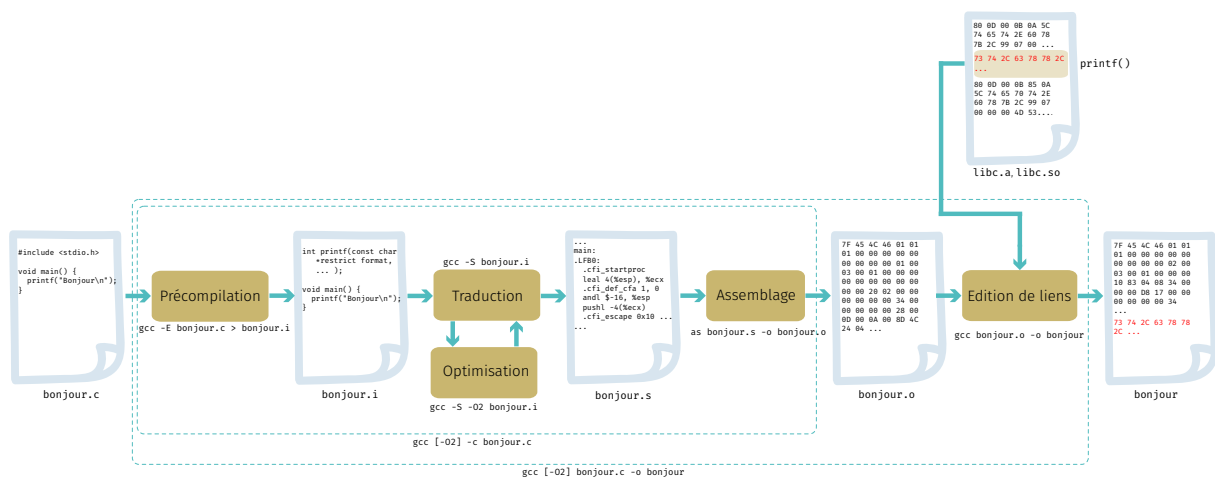 80 0D 00 0B 0A 5C
74 65 74 2E 60 78
7B 2C 99 07 00 ...
73 74 2C 63 78 78 2C
...
80 0D 00 0B 85 0A
5C 74 65 70 74 2E
60 78 7B 2C 99 07
00 00 00 4D 53....
printf()
libc.a, libc.so
#include <stdio.h>
void main() {
printf("Bonjour\n");
}
bonjour.c
Précompilation
gcc -E bonjour.c > bonjour.i
int printf(const char
*restrict format,
... );
void main() {
printf("Bonjour\n");
}
bonjour.i
gcc -S bonjour.i
Traduction
Optimisation
gcc -S -O2 bonjour.i
...
main:
.LFB0:
.cfi_startproc
leal 4(%esp), %ecx
.cfi_def_cfa 1, 0
andl $-16, %esp
pushl -4(%ecx)
.cfi_escape 0x10 ...
...
bonjour.s
Assemblage
as bonjour.s -o bonjour.o
7F 45 4C 46 01 01
01 00 00 00 00 00
00 00 00 00 01 00
03 00 01 00 00 00
00 00 00 00 00 00
00 00 20 02 00 00
00 00 00 00 34 00
00 00 00 00 28 00
0D 00 0A 00 8D 4C
24 04 ...
bonjour.o
Edition de liens
gcc bonjour.o -o bonjour
7F 45 4C 46 01 01
01 00 00 00 00 00
00 00 00 00 02 00
03 00 01 00 00 00
10 83 04 08 34 00
00 00 D8 17 00 00
00 00 00 00 34
...
73 74 2C 63 78 78
2C ...
bonjour
gcc [-O2] -c bonjour.c
gcc [-O2] bonjour.c -o bonjour